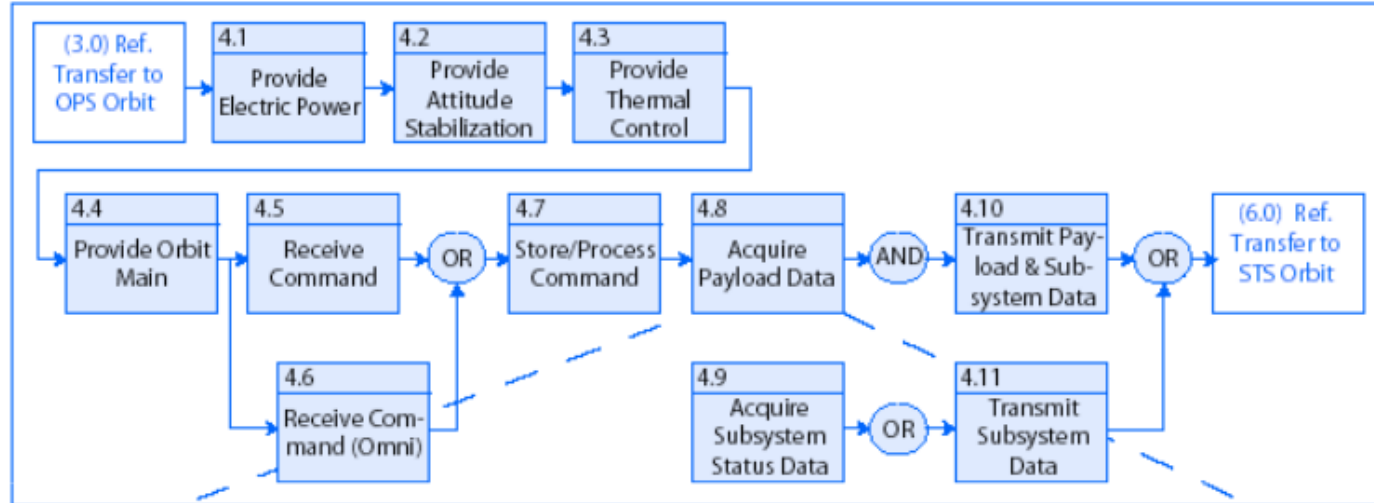 (3.0) Ref.
Transfer to
OPS Orbit
4.1
Provide
Electric Power
4.2
Provide
Attitude
Stabilization
4.3
Provide
Thermal
Control
4.4
Provide Orbit
Main
4.5
Receive
Command
OR
4.7
Store/Process
Command
4.8
Acquire
Payload Data
AND
4.10
Transmit Pay-
load & Sub-
system Data
OR
(6.0) Ref.
Transfer to
STS Orbit
4.6
Receive Com-
mand (Omni)
4.9
Acquire
Subsystem
Status Data
OR
4.11
Transmit
Subsystem
Data